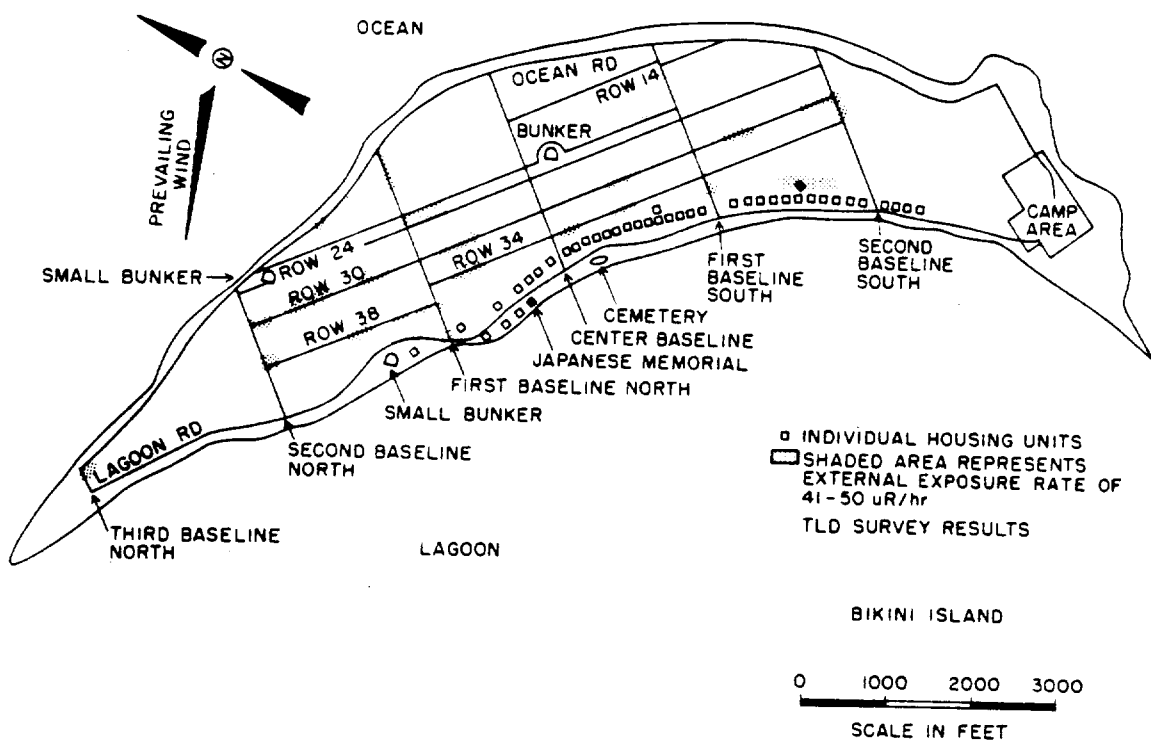 OCEAN
N
PREVAILING
WIND
OCEAN RD
ROW 14
BUNKER
SMALL BUNKER
ROW 24
ROW 30
ROW 34
ROW 38
CAMP
AREA
SECOND
BASELINE
SOUTH
FIRST
BASELINE
SOUTH
CEMETERY
CENTER BASELINE
JAPANESE MEMORIAL
FIRST BASELINE NORTH
SMALL BUNKER
SECOND BASELINE
NORTH
LAGOON RD
THIRD BASELINE
NORTH
LAGOON
INDIVIDUAL HOUSING UNITS
SHADED AREA REPRESENTS
EXTERNAL EXPOSURE RATE OF
41-50 uR/hr
TLD SURVEY RESULTS
BIKINI ISLAND
0 1000 2000 3000
SCALE IN FEET